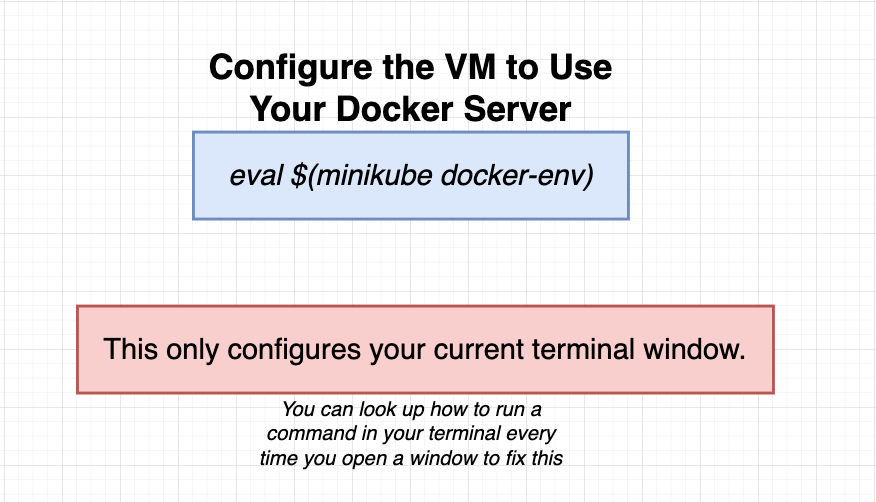 Configure the VM to Use
Your Docker Server
eval $(minikube docker-env)
This only configures your current terminal window.
You can look up how to run a
command in your terminal every
time you open a window to fix this